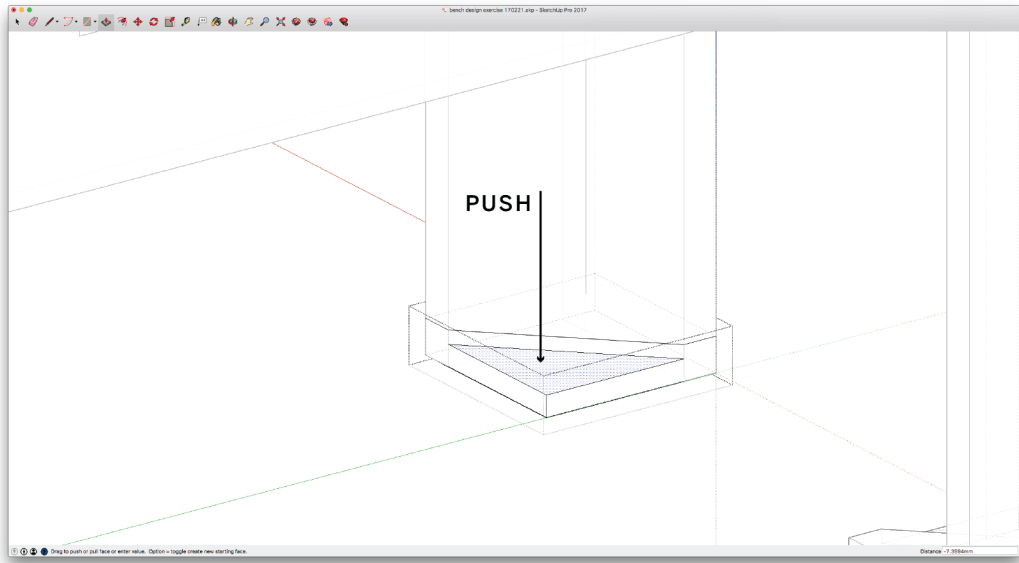 bench design exercise 170221.skp - SketchUp Pro 2017
PUSH
Drag to push or pull face or enter value. Option = toggle create new starting face.
Distance -7.3994mm